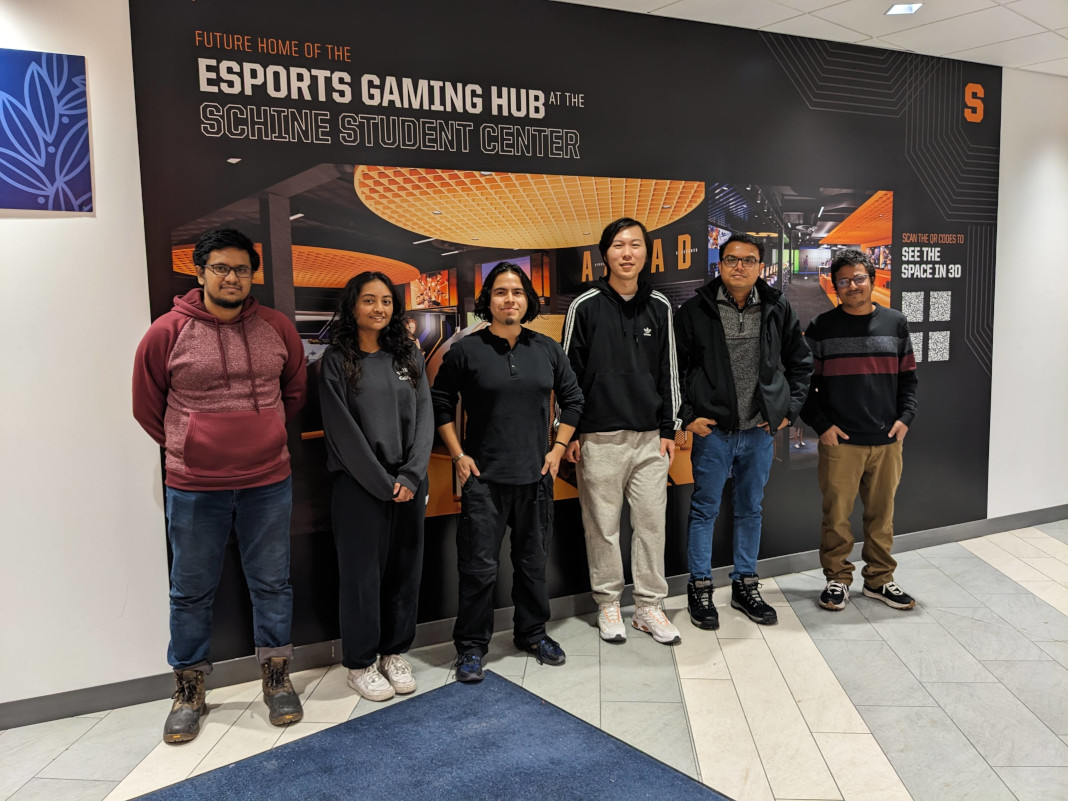 FUTURE HOME OF THE
ESPORTS GAMING HUB AT THE
SCHINE STUDENT CENTER
S
SCAN THE QR CODES TO
SEE THE
SPACE IN 3D